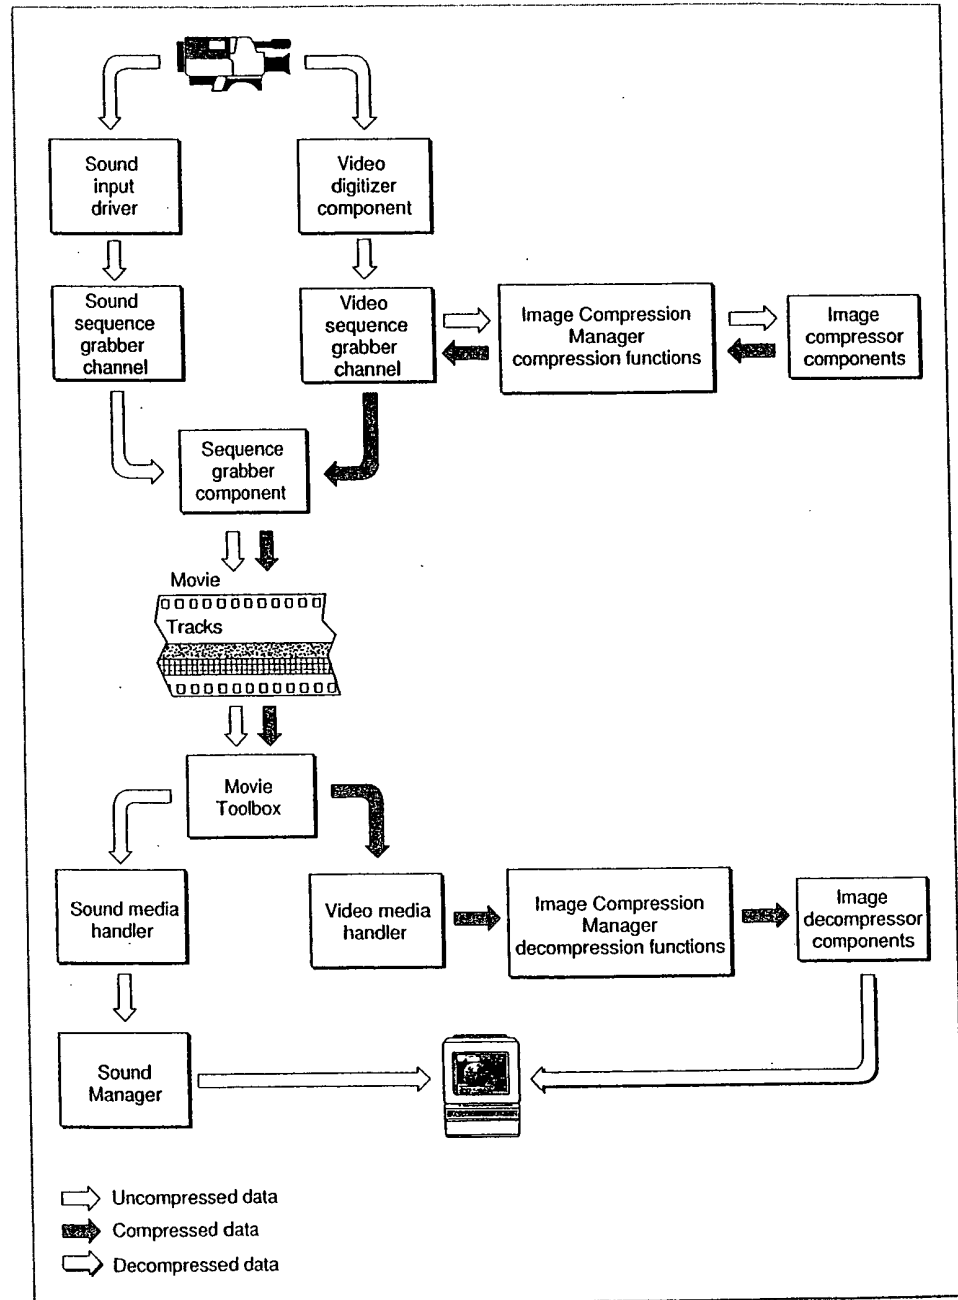 Sound
input
driver
Video
digitizer
component
Sound
sequence
grabber
channel
Video
sequence
grabber
channel
Image Compression
Manager
compression functions
Image
compressor
components
Sequence
grabber
component
Movie
Tracks
Movie
Toolbox
Sound media
handler
Video media
handler
Image Compression
Manager
decompression functions
Image
decompressor
components
Sound
Manager
Uncompressed data
Compressed data
Decompressed data